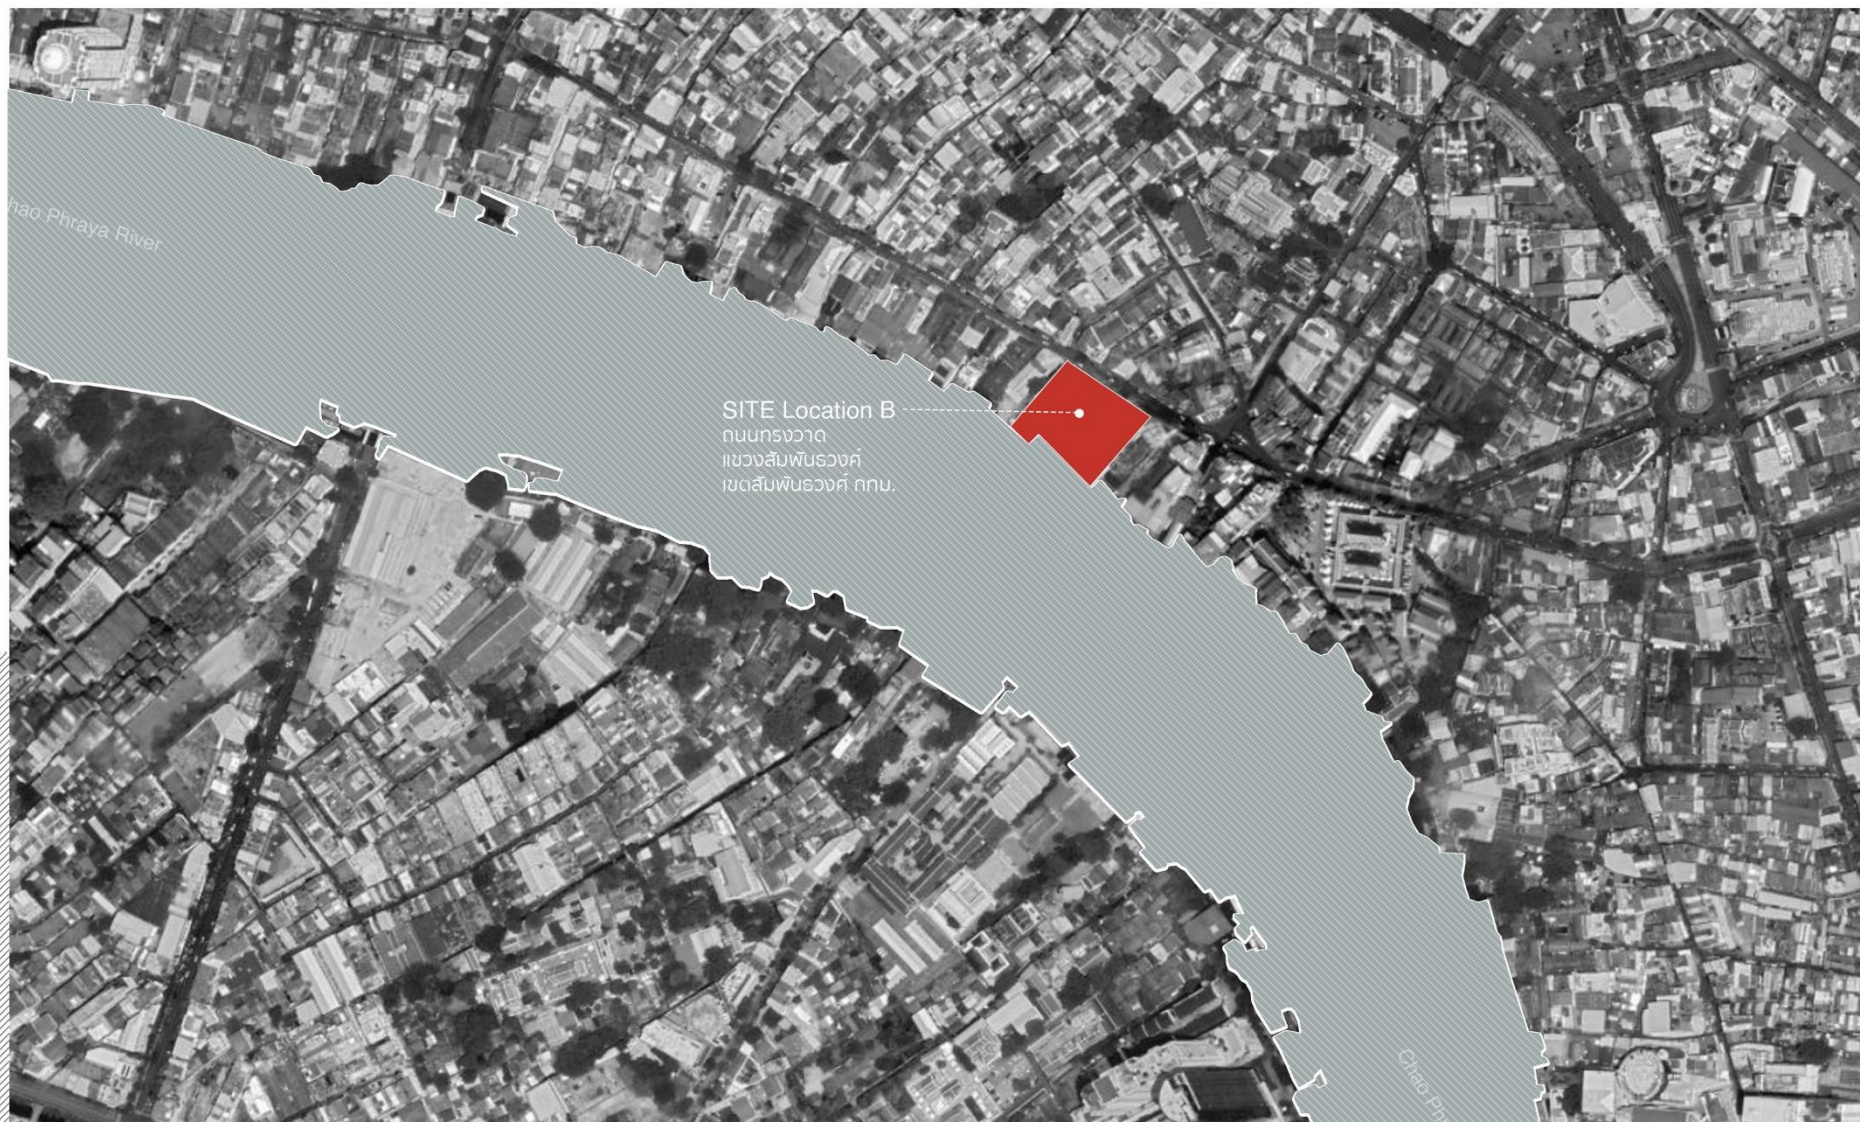 hao Phraya River
SITE Location B
ถนนทรงวาด
แขวงสัมพันธวงศ์
เขตสัมพันธวงศ์ กทม.
Chao Phr